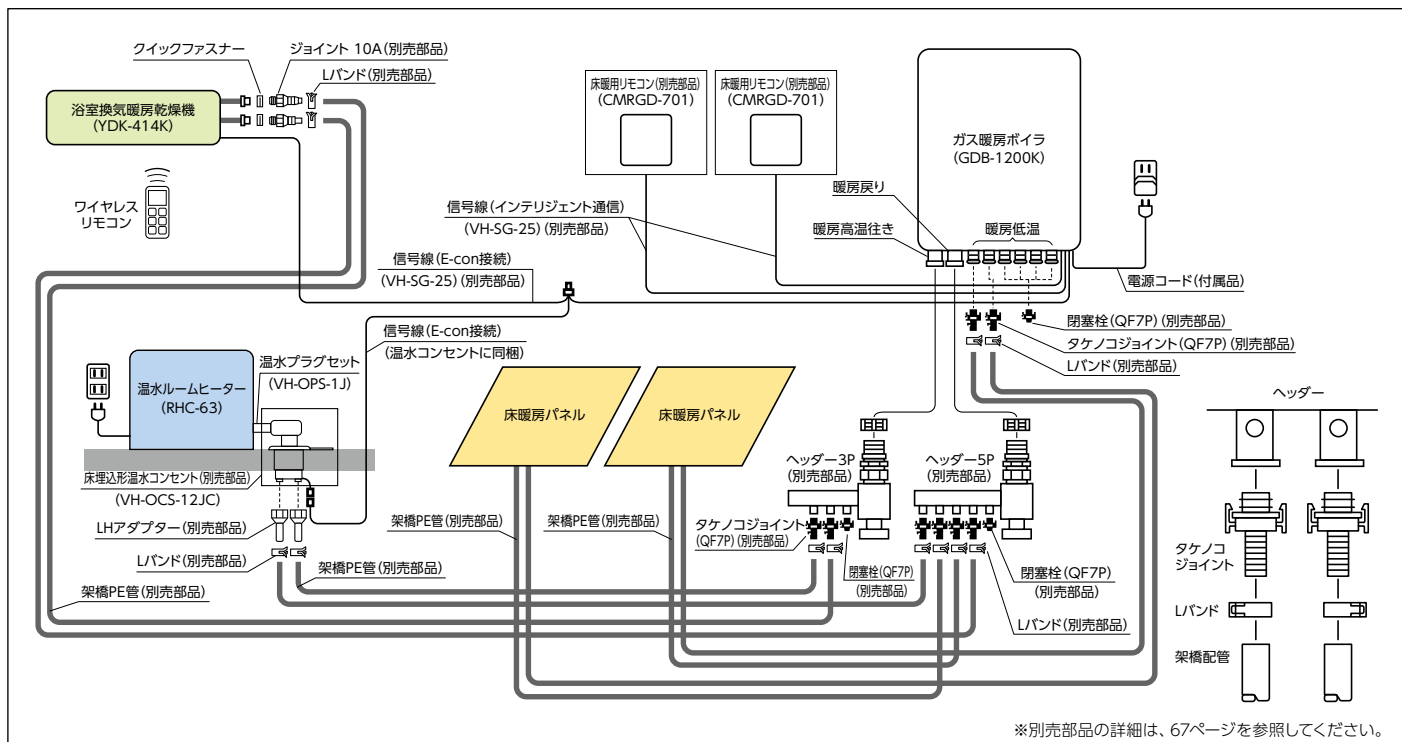 クイックファスナー
ジョイント 10A(別売部品)
Lバンド(別売部品)
浴室換気暖房乾燥機
(YDK-414K)
ワイヤレス
リモコン
床暖用リモコン(別売部品)
(CMRGD-701)
床暖用リモコン(別売部品)
(CMRGD-701)
ガス暖房ボイラ
(GDB-1200K)
暖房戻り
暖房高温往き
暖房低温
信号線(インテリジェント通信)
(VH-SG-25)(別売部品)
信号線(E-con接続)
(VH-SG-25)(別売部品)
電源コード(付属品)
信号線(E-con接続)
(温水コンセントに同梱)
閉塞栓(QF7P)(別売部品)
タケノコジョイント(QF7P)(別売部品)
Lバンド(別売部品)
温水プラグセット
(VH-OPS-1J)
温水ルームヒーター
(RHC-63)
床暖房パネル
床暖房パネル
ヘッダー
床埋込形温水コンセント(別売部品)
(VH-OCS-12JC)
ヘッダー3P
(別売部品)
ヘッダー5P
(別売部品)
LHアダプター(別売部品)
架橋PE管(別売部品)
架橋PE管(別売部品)
タケノコジョイント
(QF7P)(別売部品)
Lバンド(別売部品)
架橋PE管(別売部品)
架橋PE管(別売部品)
閉塞栓(QF7P)
(別売部品)
閉塞栓(QF7P)
(別売部品)
Lバンド(別売部品)
タケノコ
ジョイント
Lバンド
架橋配管
※別売部品の詳細は、67ページを参照してください。